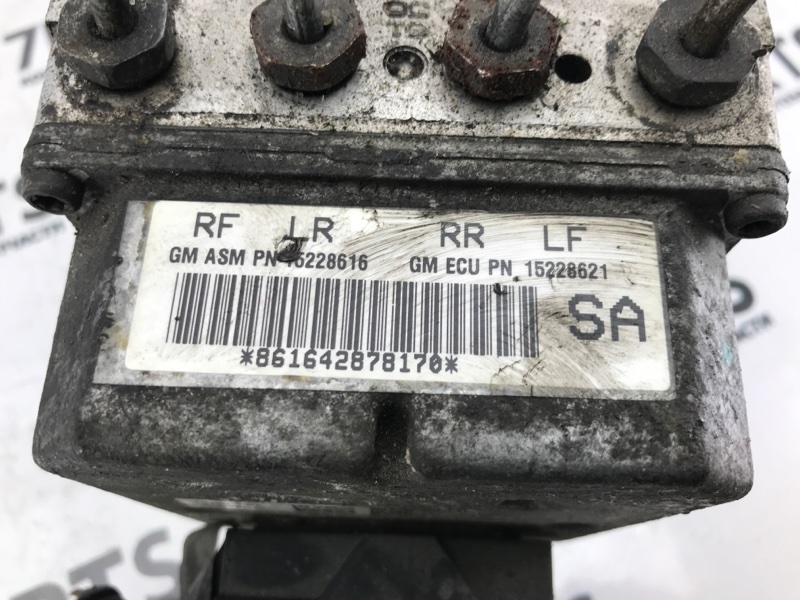 RF LR RR LF
GM ASM PN 15228616 GM ECU PN 15228621
SA
*861642878170*